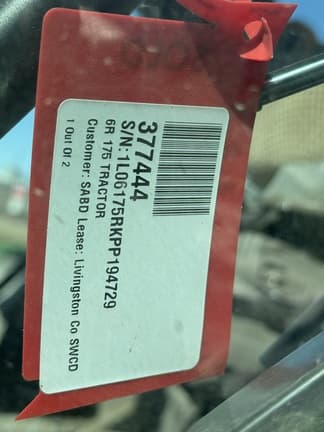 377444
S/N:1L06175RKPP194729
6R 175 TRACTOR
Customer: SABD Lease: Livingston Co SWCD
1 Out Of 2